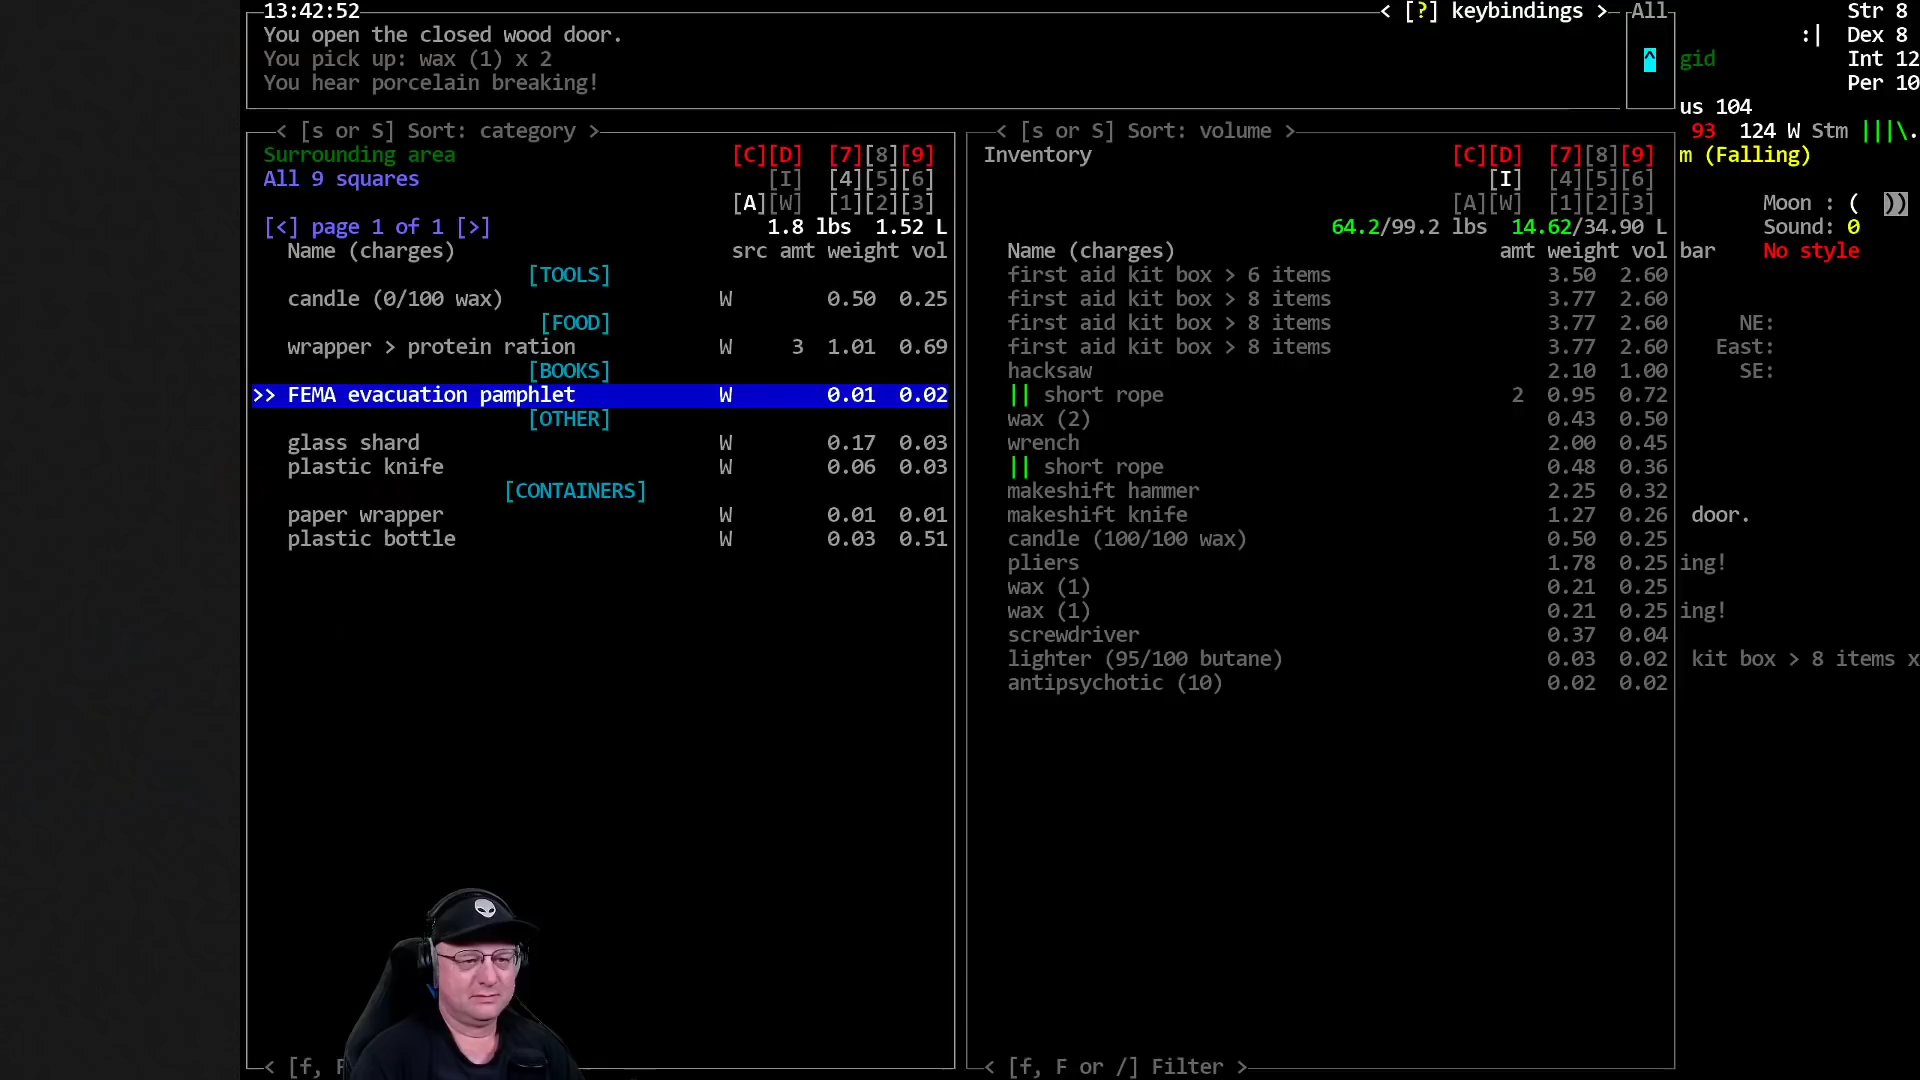 13:42:52 < [?] keybindings > All Str 8
You open the closed wood door. :| Dex 8
You pick up: wax (1) x 2 ^ gid Int 12
You hear porcelain breaking! Per 10
us 104
< [s or S] Sort: category > < [s or S] Sort: volume > 93 124 W Stm |||\.
Surrounding area [C][D] [7][8][9] Inventory [C][D] [7][8][9] m (Falling)
All 9 squares [I] [4][5][6] [I] [4][5][6]
[A][W] [1][2][3] [A][W] [1][2][3] Moon : ( ))
[<] page 1 of 1 [>] 1.8 lbs 1.52 L 64.2/99.2 lbs 14.62/34.90 L Sound: 0
Name (charges) src amt weight vol Name (charges) amt weight vol bar No style
[TOOLS] first aid kit box > 6 items 3.50 2.60
candle (0/100 wax) W 0.50 0.25 first aid kit box > 8 items 3.77 2.60
[FOOD] first aid kit box > 8 items 3.77 2.60 NE:
wrapper > protein ration W 3 1.01 0.69 first aid kit box > 8 items 3.77 2.60 East:
[BOOKS] hacksaw 2.10 1.00 SE:
>> FEMA evacuation pamphlet W 0.01 0.02 || short rope 2 0.95 0.72
[OTHER] wax (2) 0.43 0.50
glass shard W 0.17 0.03 wrench 2.00 0.45
plastic knife W 0.06 0.03 || short rope 0.48 0.36
[CONTAINERS] makeshift hammer 2.25 0.32
paper wrapper W 0.01 0.01 makeshift knife 1.27 0.26 door.
plastic bottle W 0.03 0.51 candle (100/100 wax) 0.50 0.25
pliers 1.78 0.25 ing!
wax (1) 0.21 0.25
wax (1) 0.21 0.25 ing!
screwdriver 0.37 0.04
lighter (95/100 butane) 0.03 0.02 kit box > 8 items x
antipsychotic (10) 0.02 0.02
< [f, F < [f, F or /] Filter >